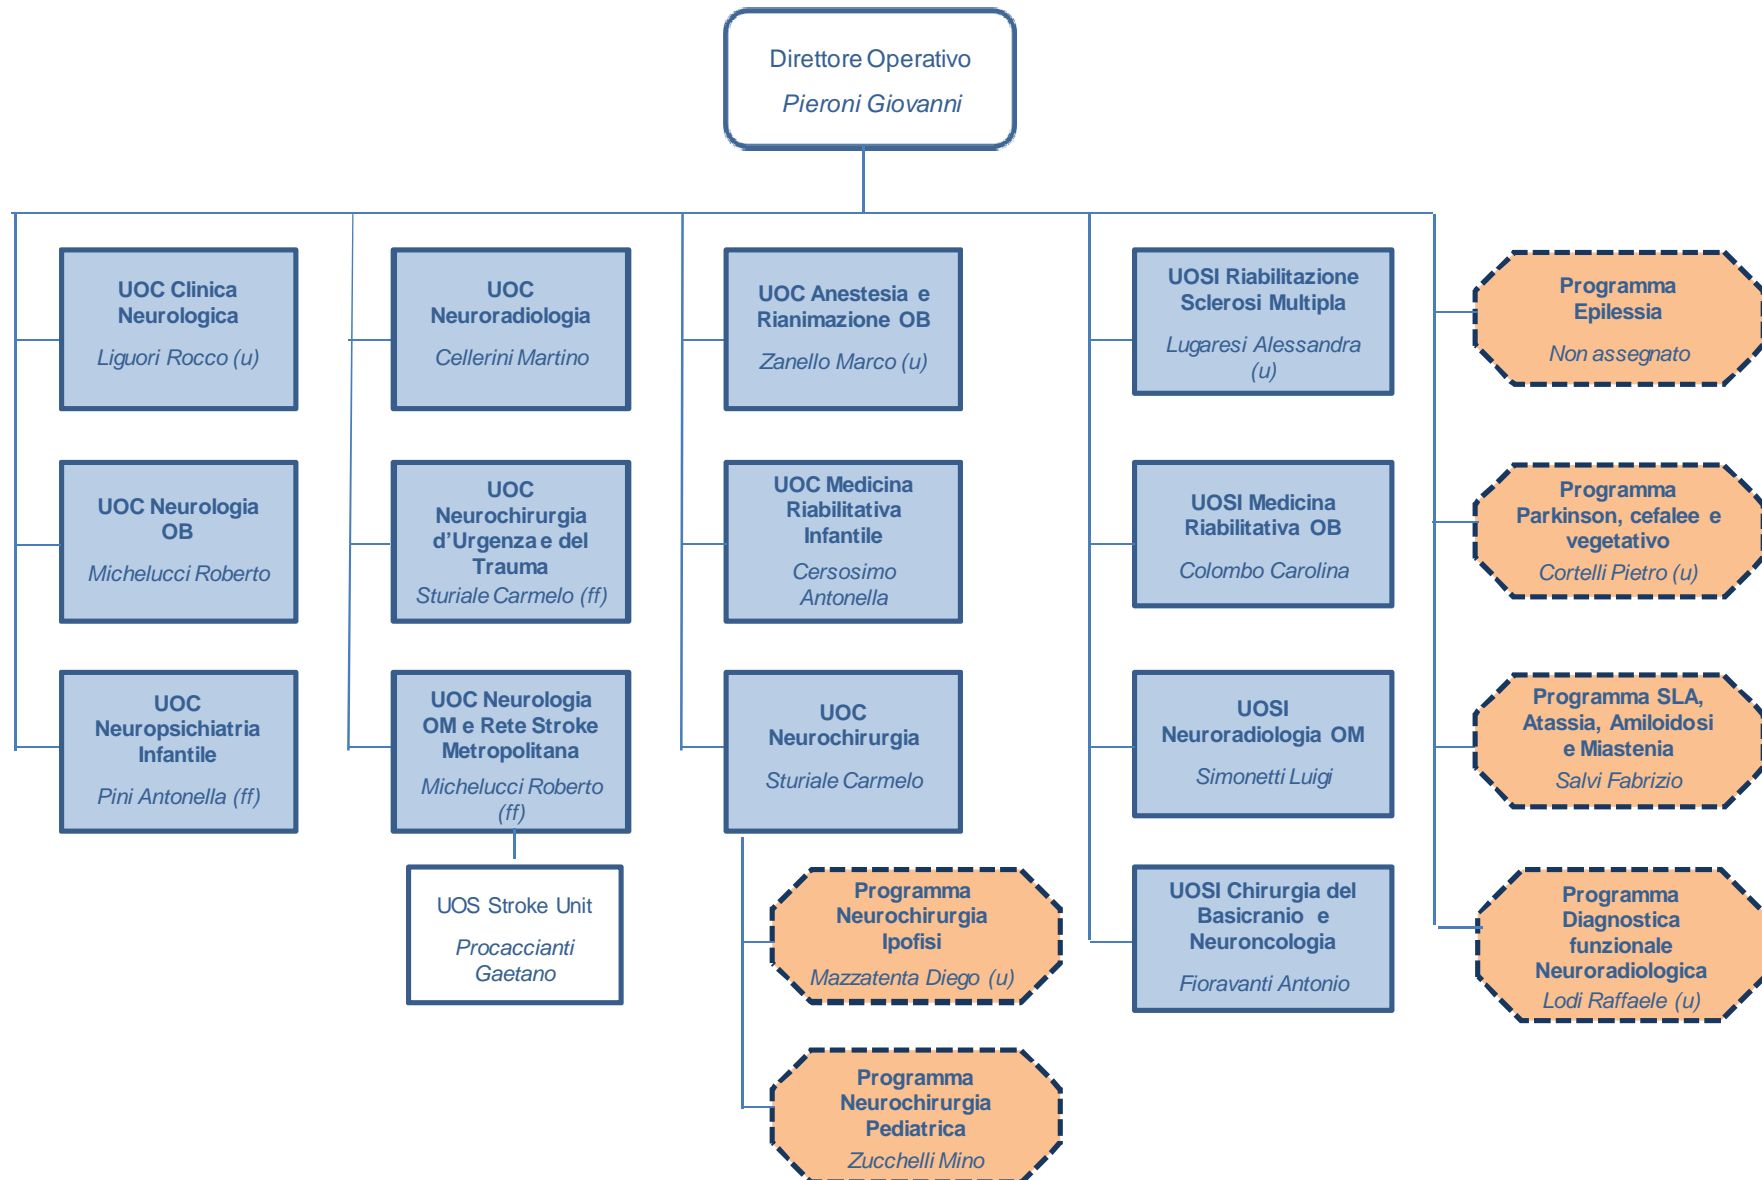 Direttore Operativo
Pieroni Giovanni
UOC Clinica
Neurologica
Liguori Rocco (u)
UOC
Neuroradiologia
Cellerini Martino
UOC Anestesia e
Rianimazione OB
Zanello Marco (u)
UOSI Riabilitazione
Sclerosi Multipla
Lugaresi Alessandra
(u)
Programma
Epilessia
Non assegnato
UOC Neurologia
OB
Michelucci Roberto
UOC
Neurochirurgia
d’Urgenza e del
Trauma
Sturiale Carmelo (ff)
UOC Medicina
Riabilitativa
Infantile
Cersosimo
Antonella
UOSI Medicina
Riabilitativa OB
Colombo Carolina
Programma
Parkinson, cefalee e
vegetativo
Cortelli Pietro (u)
UOC
Neuropsichiatria
Infantile
Pini Antonella (ff)
UOC Neurologia
OM e Rete Stroke
Metropolitana
Michelucci Roberto
(ff)
UOC
Neurochirurgia
Sturiale Carmelo
UOSI
Neuroradiologia OM
Simonetti Luigi
Programma SLA,
Atassia, Amiloidosi
e Miastenia
Salvi Fabrizio
UOS Stroke Unit
Procaccianti
Gaetano
Programma
Neurochirurgia
Ipofisi
Mazzatenta Diego (u)
UOSI Chirurgia del
Basicranio e
Neuroncologia
Fioravanti Antonio
Programma
Diagnostica
funzionale
Neuroradiologica
Lodi Raffaele (u)
Programma
Neurochirurgia
Pediatrica
Zucchelli Mino